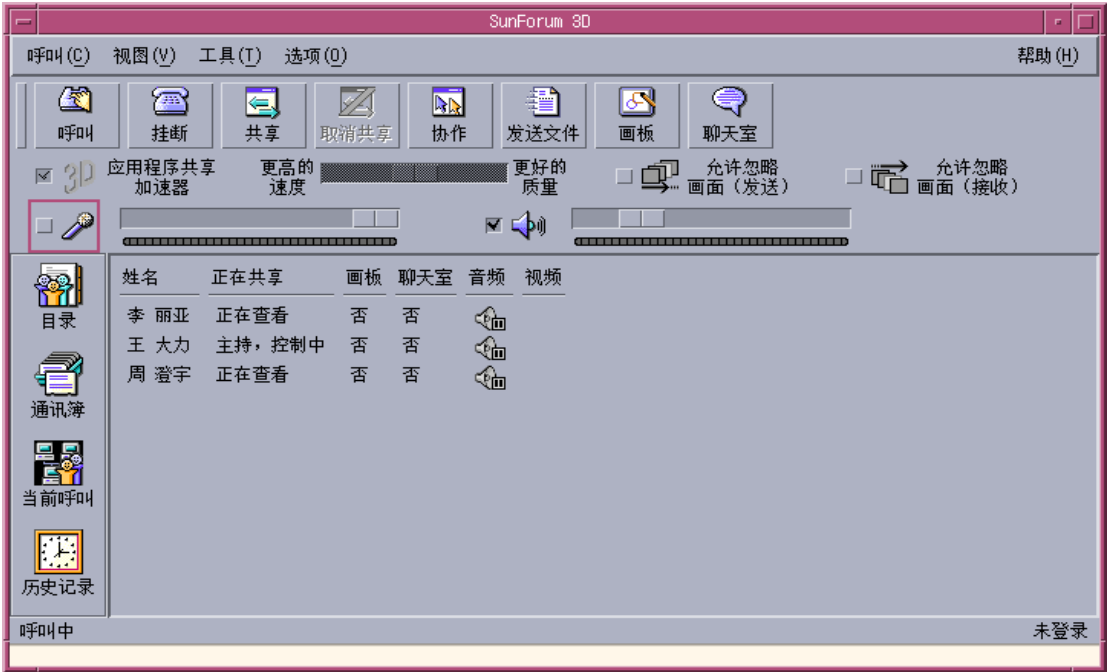 SunForum 3D
呼叫(C) 视图(V) 工具(T) 选项(O) 帮助(H)
呼叫 挂断 共享 取消共享 协作 发送文件 画板 聊天室
3D 应用程序共享 更高的 更好的 允许忽略 允许忽略
加速器 速度 质量 画面（发送） 画面（接收）
姓名 正在共享 画板 聊天室 音频 视频
李 丽亚 正在查看 否 否
王 大力 主持，控制中 否 否
周 澄宇 正在查看 否 否
目录
通讯簿
当前呼叫
历史记录
呼叫中 未登录